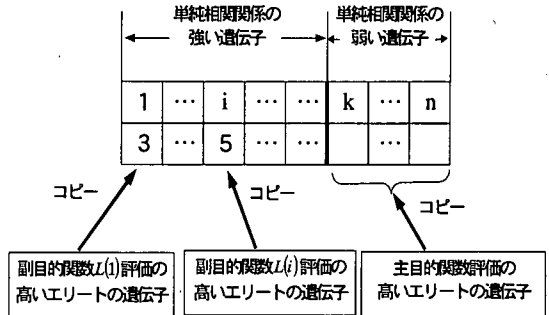 単純相関関係の
強い遺伝子
単純相関関係の
弱い遺伝子
1 … i … … k … n
3 … 5 … … …
コピー
コピー
コピー
副目的関数L(1)評価の
高いエリートの遺伝子
副目的関数L(i)評価の
高いエリートの遺伝子
主目的関数評価の
高いエリートの遺伝子